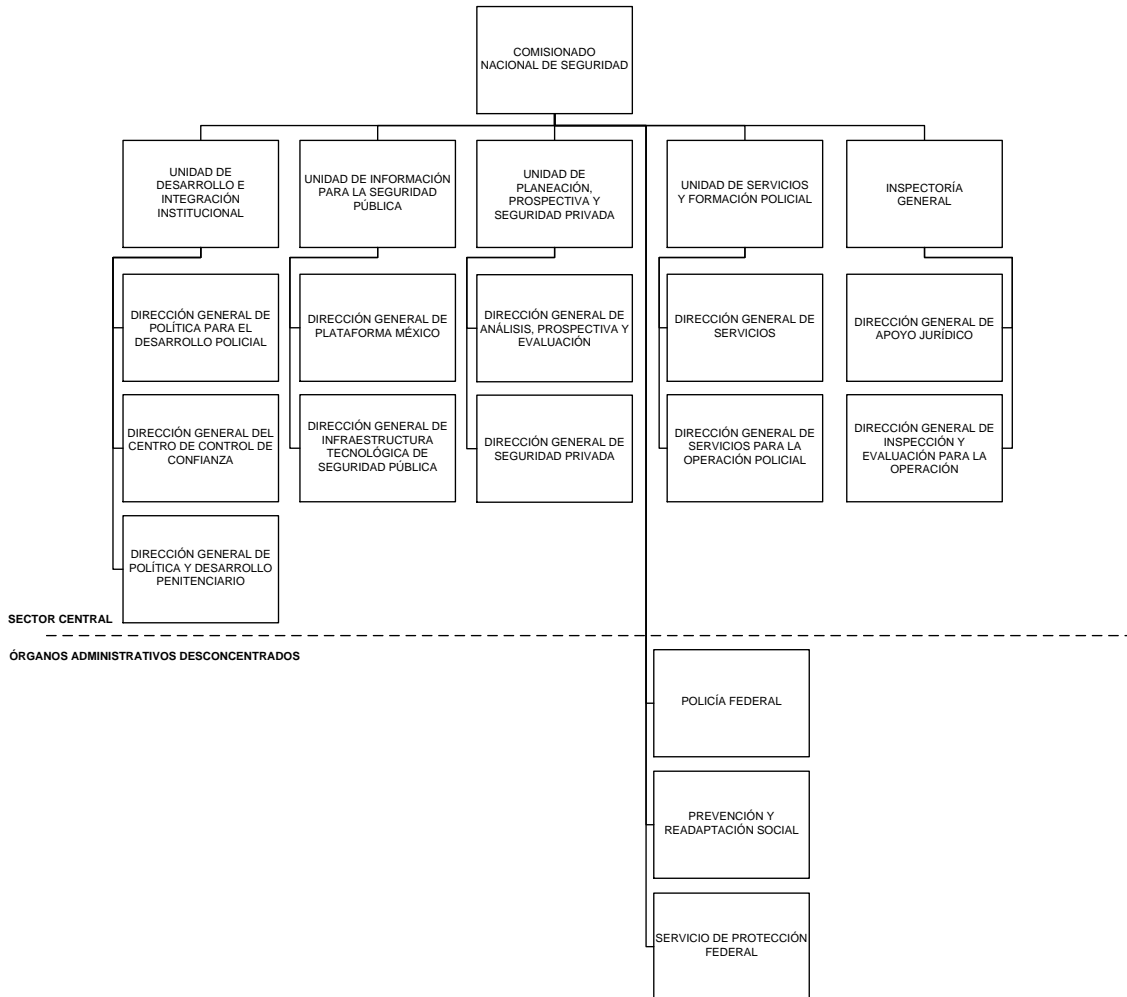 COMISIONADO
NACIONAL DE SEGURIDAD
UNIDAD DE
DESARROLLO E
INTEGRACIÓN
INSTITUCIONAL
UNIDAD DE INFORMACIÓN
PARA LA SEGURIDAD
PÚBLICA
UNIDAD DE
PLANEACIÓN,
PROSPECTIVA Y
SEGURIDAD PRIVADA
UNIDAD DE SERVICIOS
Y FORMACIÓN POLICIAL
INSPECTORÍA
GENERAL
DIRECCIÓN GENERAL DE
POLÍTICA PARA EL
DESARROLLO POLICIAL
DIRECCIÓN GENERAL DE
PLATAFORMA MÉXICO
DIRECCIÓN GENERAL DE
ANÁLISIS, PROSPECTIVA Y
EVALUACIÓN
DIRECCIÓN GENERAL DE
SERVICIOS
DIRECCIÓN GENERAL DE
APOYO JURÍDICO
DIRECCIÓN GENERAL DEL
CENTRO DE CONTROL DE
CONFIANZA
DIRECCIÓN GENERAL DE
INFRAESTRUCTURA
TECNOLÓGICA DE
SEGURIDAD PÚBLICA
DIRECCIÓN GENERAL DE
SEGURIDAD PRIVADA
DIRECCIÓN GENERAL DE
SERVICIOS PARA LA
OPERACIÓN POLICIAL
DIRECCIÓN GENERAL DE
INSPECCIÓN Y
EVALUACIÓN PARA LA
OPERACIÓN
DIRECCIÓN GENERAL DE
POLÍTICA Y DESARROLLO
PENITENCIARIO
SECTOR CENTRAL
ÓRGANOS ADMINISTRATIVOS DESCONCENTRADOS
POLICÍA FEDERAL
PREVENCIÓN Y
READAPTACIÓN SOCIAL
SERVICIO DE PROTECCIÓN
FEDERAL